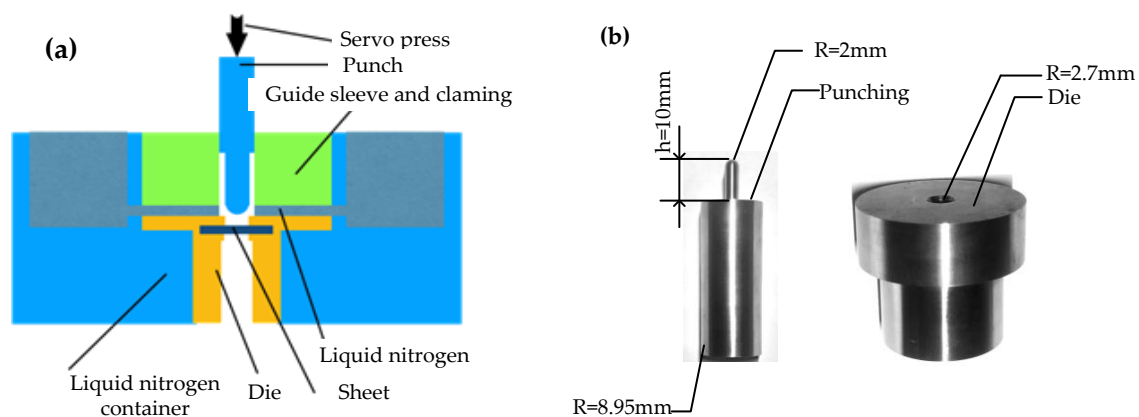 (a)
Servo press
Punch
Guide sleeve and claming
Liquid nitrogen
Liquid nitrogen
container
Die
Sheet
(b)
R=2mm
h=10mm
Punching
R=2.7mm
Die
R=8.95mm